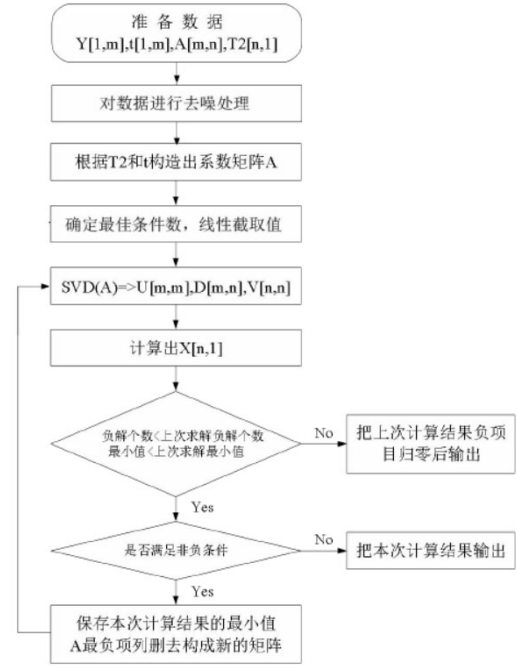 准 备 数 据
Y[1,m],t[1,m],A[m,n],T2[n,1]
对数据进行去噪处理
根据T2和t构造出系数矩阵A
确定最佳条件数，线性截取值
SVD(A)=>U[m,m],D[m,n],V[n,n]
计算出X[n,1]
负解个数<上次求解负解个数
最小值<上次求解最小值
No
把上次计算结果负项
目归零后输出
Yes
是否满足非负条件
No
把本次计算结果输出
Yes
保存本次计算结果的最小值
A最负项列删去构成新的矩阵